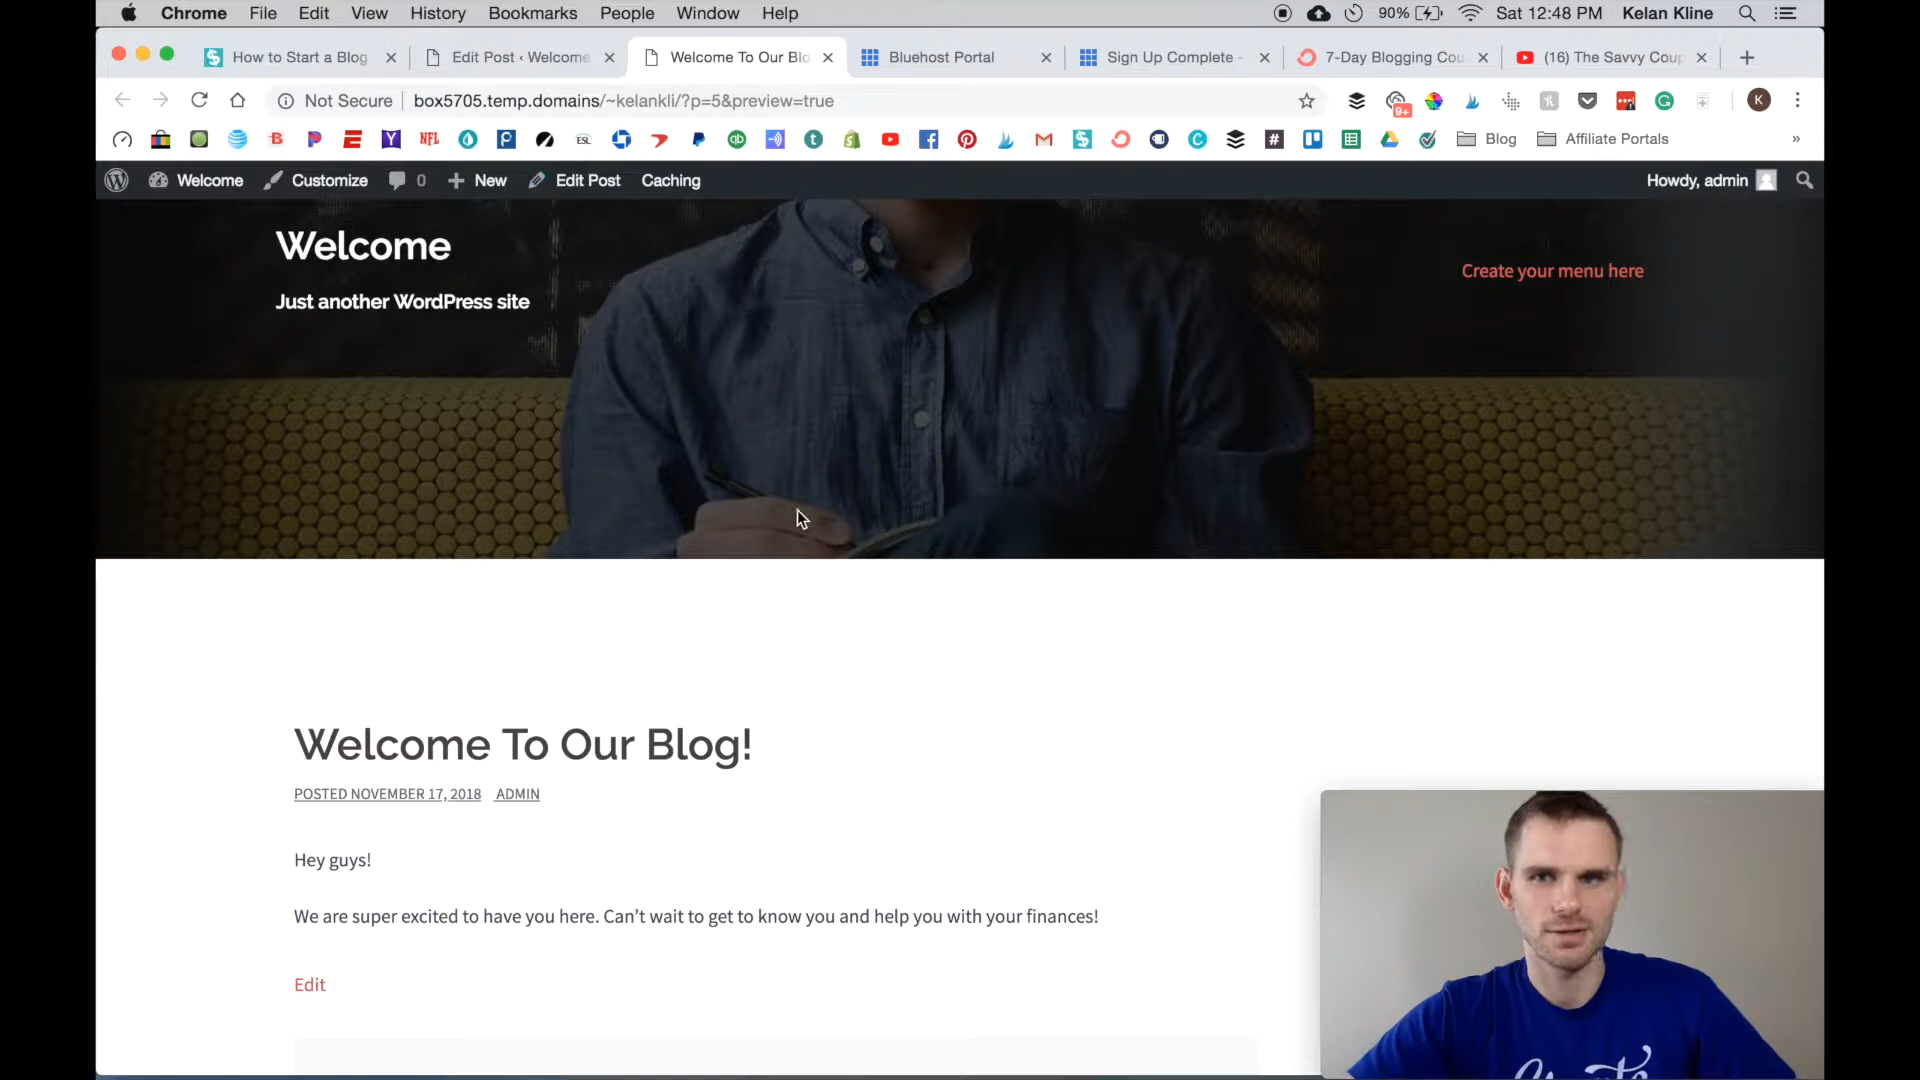 Chrome File Edit View History Bookmarks People Window Help 90% Sat 12:48 PM Kelan Kline
How to Start a Blog Edit Post ‹ Welcome Welcome To Our Blo Bluehost Portal Sign Up Complete - 7-Day Blogging Cou (16) The Savvy Coup
Not Secure box5705.temp.domains/~kelankli/?p=5&preview=true 9+ K
NFL ESL Blog Affiliate Portals »
Welcome Customize 0 New Edit Post Caching Howdy, admin
Welcome
Create your menu here
Just another WordPress site
Welcome To Our Blog!
POSTED NOVEMBER 17, 2018 ADMIN
Hey guys!
We are super excited to have you here. Can’t wait to get to know you and help you with your finances!
Edit